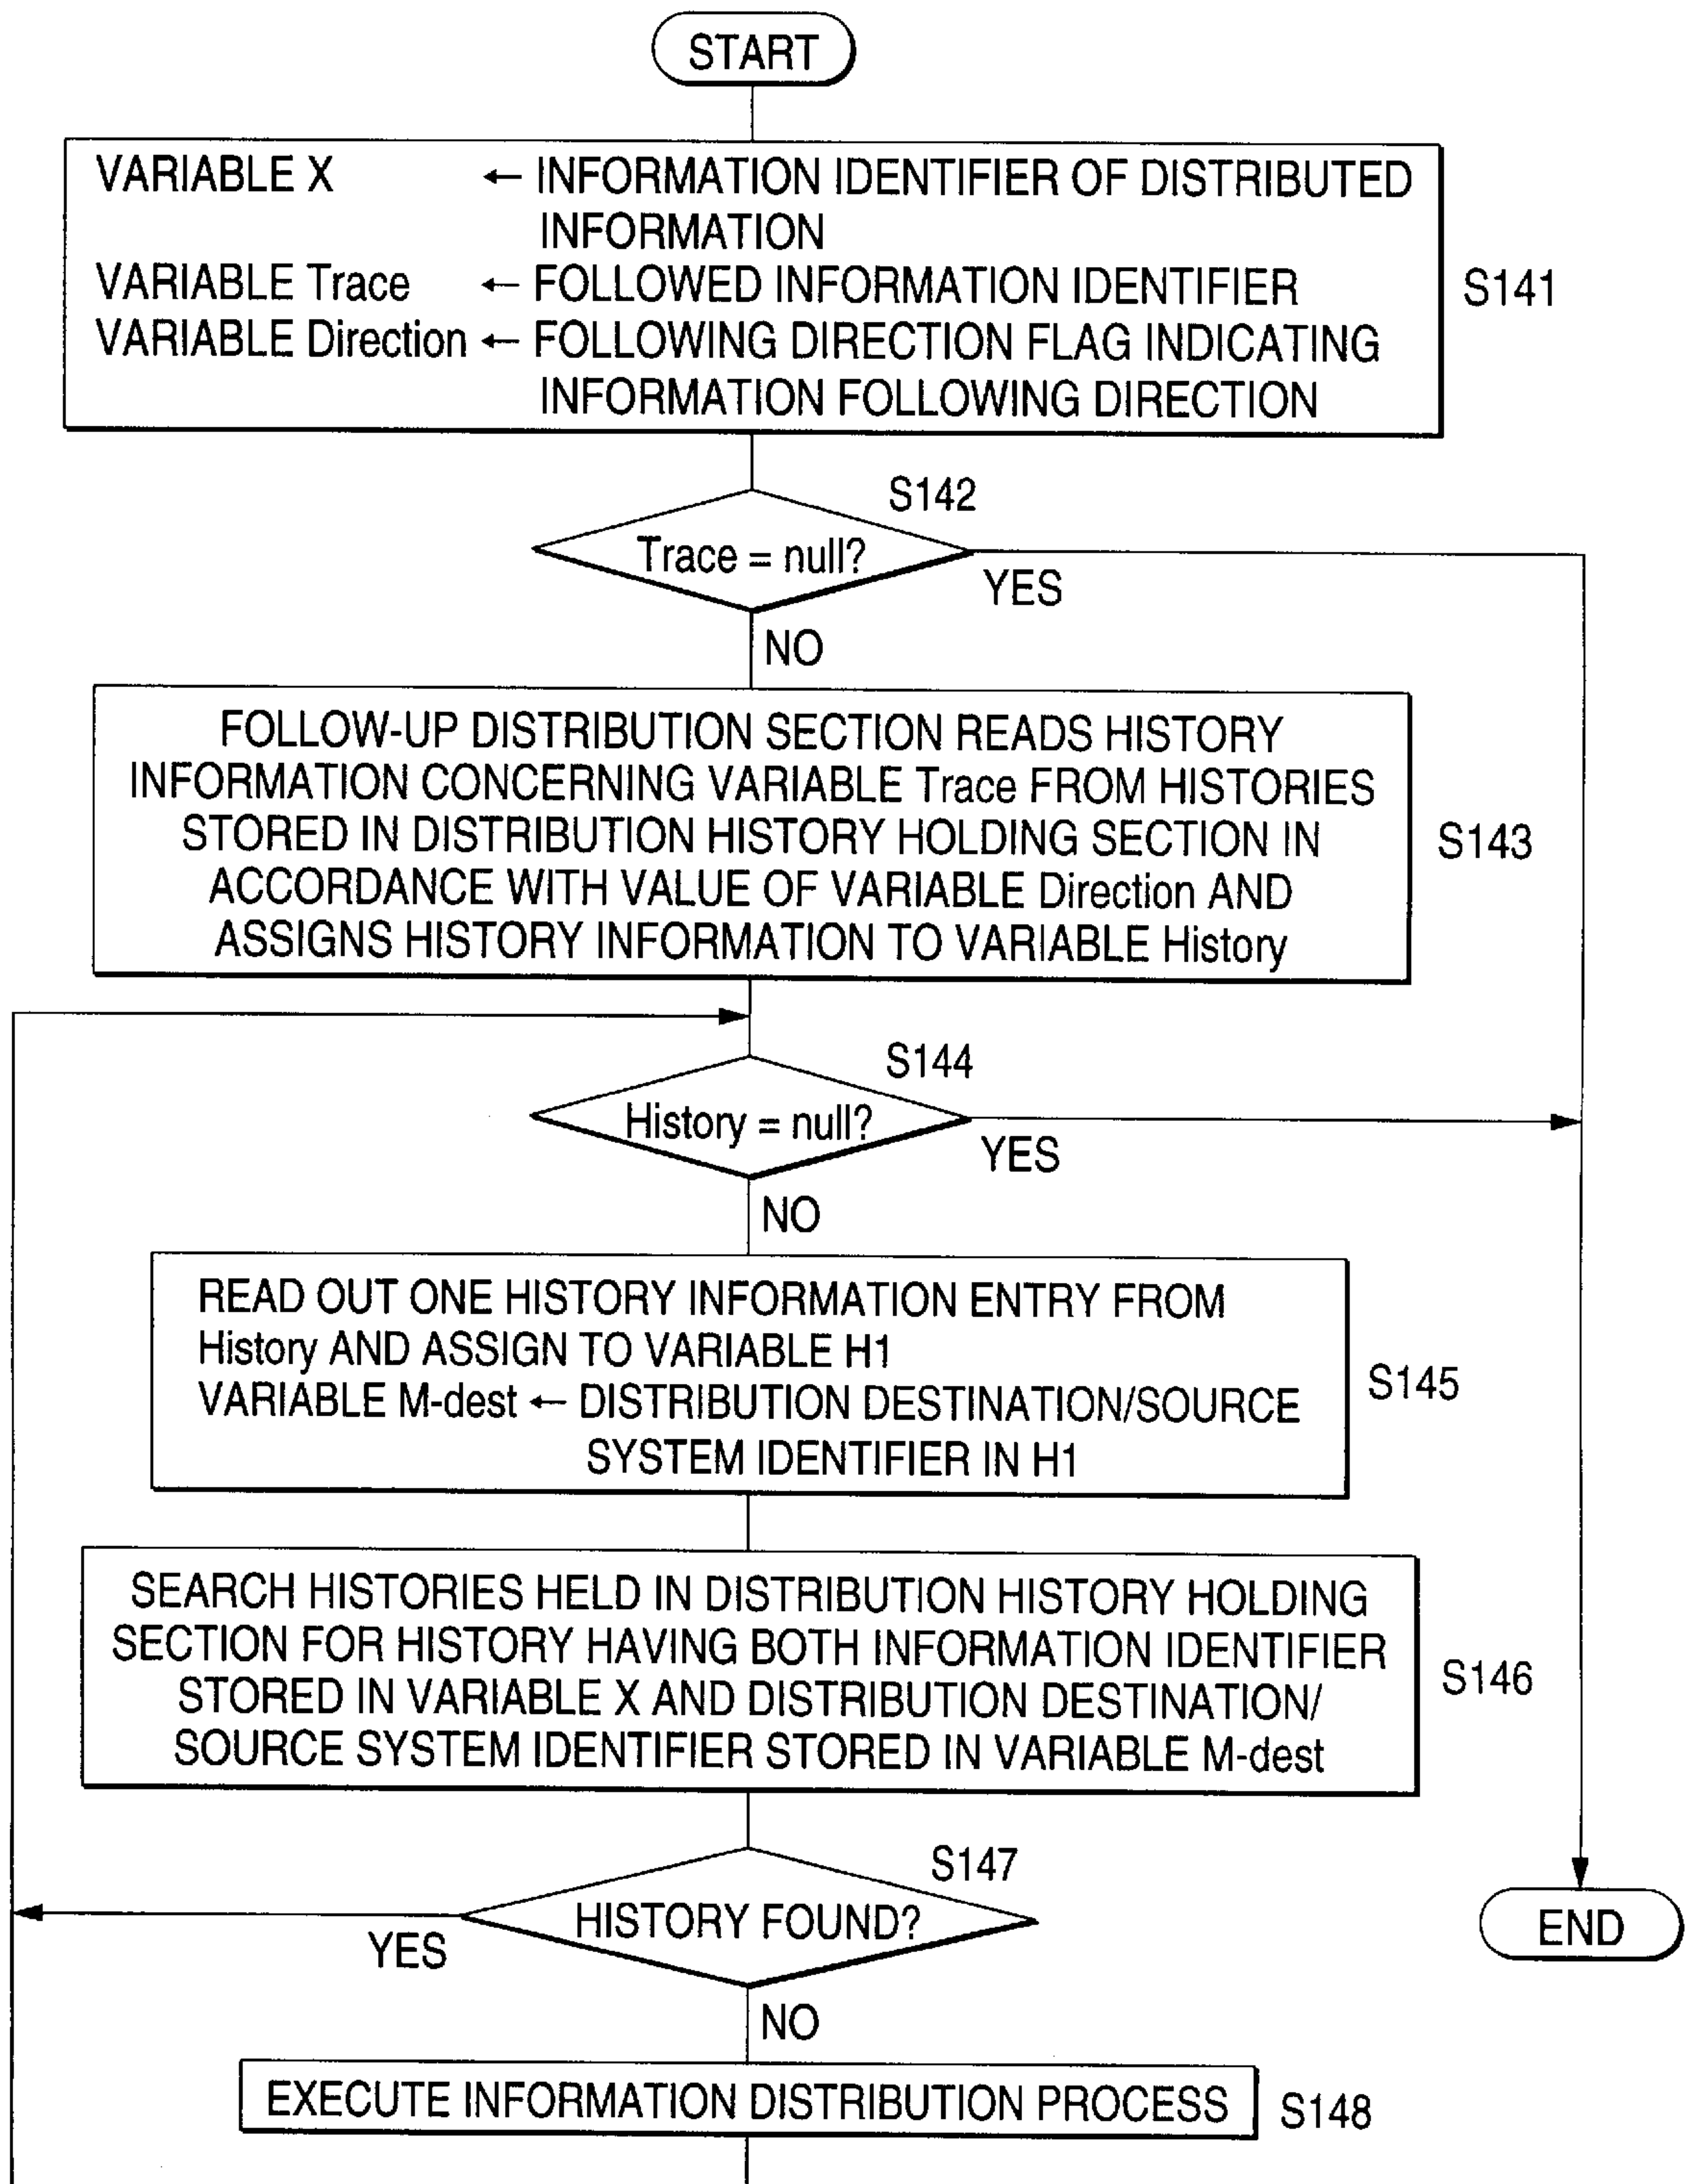 START
VARIABLE X ← INFORMATION IDENTIFIER OF DISTRIBUTED
INFORMATION
VARIABLE Trace ← FOLLOWED INFORMATION IDENTIFIER
VARIABLE Direction ← FOLLOWING DIRECTION FLAG INDICATING
INFORMATION FOLLOWING DIRECTION
S141
S142
Trace = null?
YES
NO
FOLLOW-UP DISTRIBUTION SECTION READS HISTORY
INFORMATION CONCERNING VARIABLE Trace FROM HISTORIES
STORED IN DISTRIBUTION HISTORY HOLDING SECTION IN
ACCORDANCE WITH VALUE OF VARIABLE Direction AND
ASSIGNS HISTORY INFORMATION TO VARIABLE History
S143
S144
History = null?
YES
NO
READ OUT ONE HISTORY INFORMATION ENTRY FROM
History AND ASSIGN TO VARIABLE H1
VARIABLE M-dest ← DISTRIBUTION DESTINATION/SOURCE
SYSTEM IDENTIFIER IN H1
S145
SEARCH HISTORIES HELD IN DISTRIBUTION HISTORY HOLDING
SECTION FOR HISTORY HAVING BOTH INFORMATION IDENTIFIER
STORED IN VARIABLE X AND DISTRIBUTION DESTINATION/
SOURCE SYSTEM IDENTIFIER STORED IN VARIABLE M-dest
S146
S147
HISTORY FOUND?
YES
END
NO
EXECUTE INFORMATION DISTRIBUTION PROCESS
S148